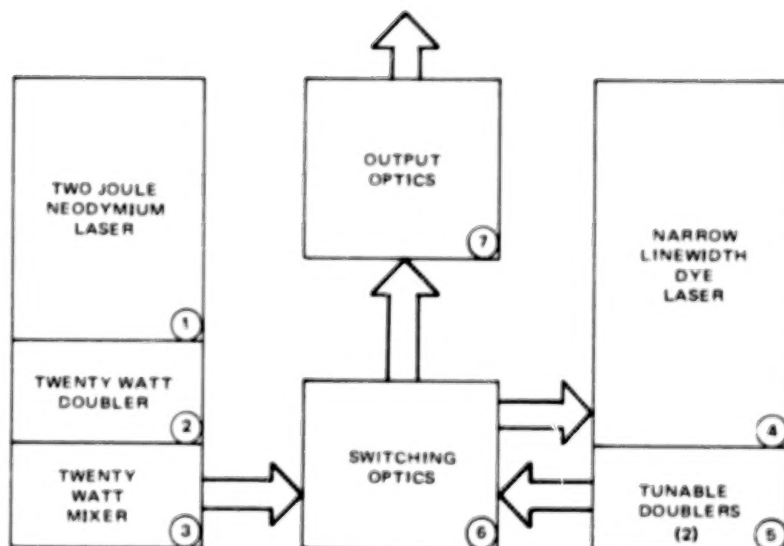 TWO JOULE
NEODYMIUM
LASER
1
TWENTY WATT
DOUBLER
2
TWENTY
WATT
MIXER
3
OUTPUT
OPTICS
7
SWITCHING
OPTICS
6
NARROW
LINEWIDTH
DYE
LASER
4
TUNABLE
DOUBLERS
(2)
5